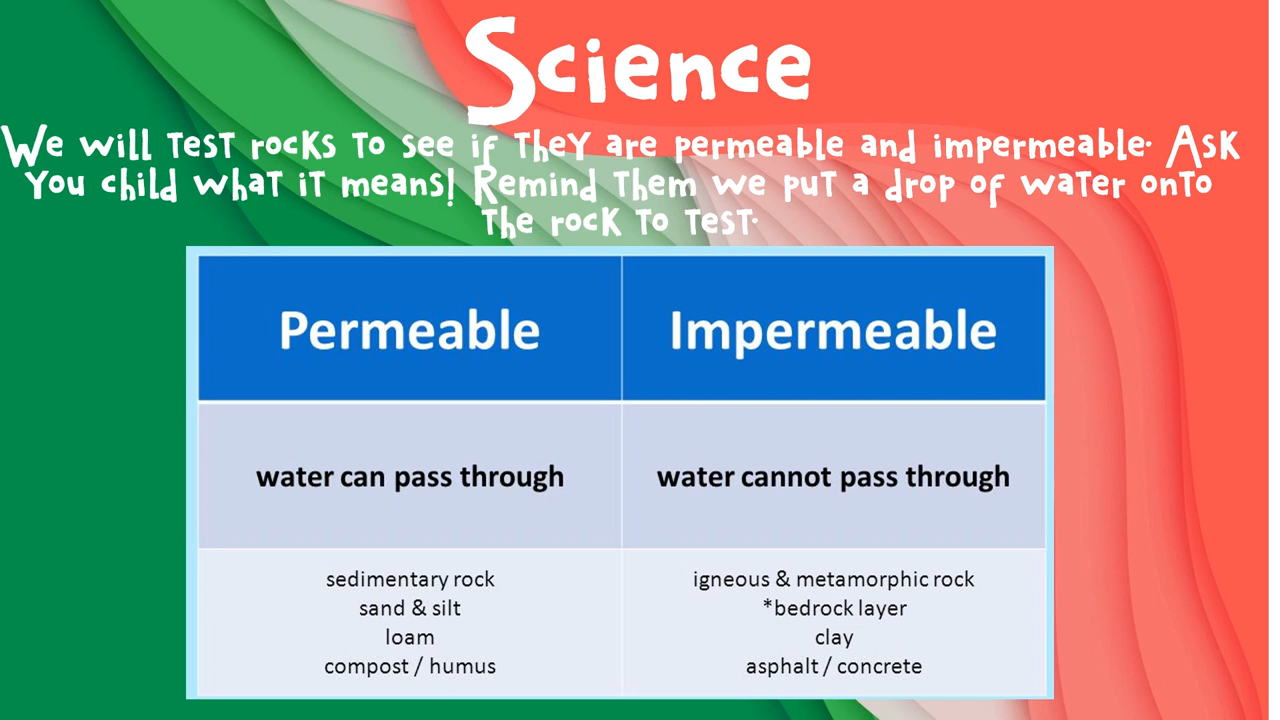 Science
We will test rocks to see if they are permeable and impermeable. Ask
you child what it means! Remind them we put a drop of water onto
the rock to test.
Permeable
Impermeable
water can pass through
water cannot pass through
sedimentary rock
sand & silt
loam
compost / humus
igneous & metamorphic rock
*bedrock layer
clay
asphalt / concrete